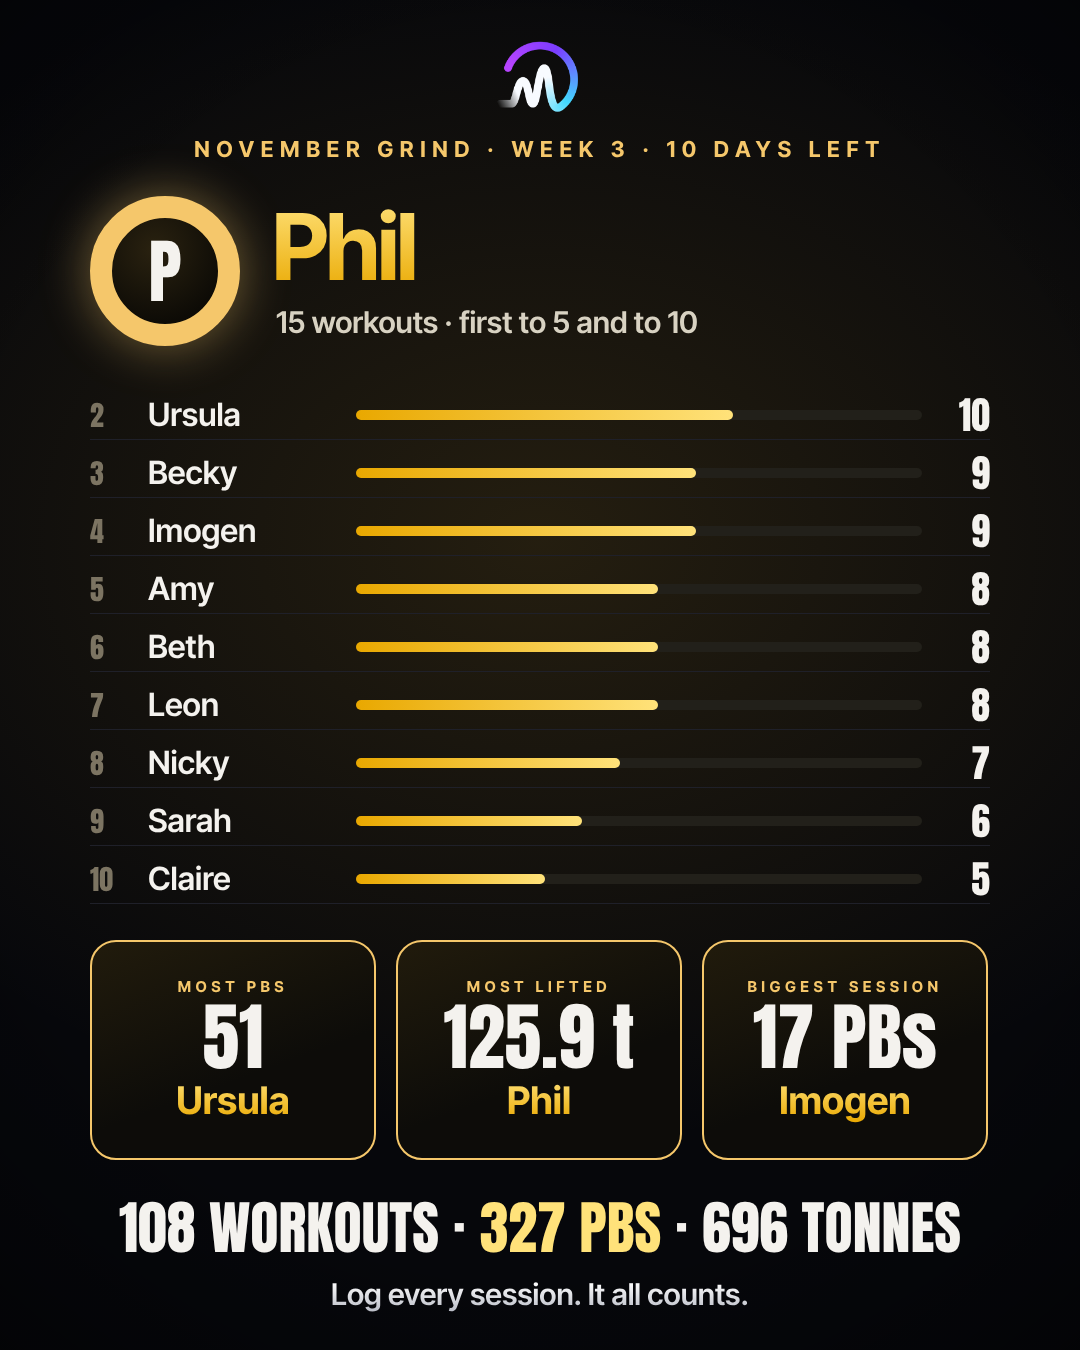 NOVEMBER GRIND · WEEK 3 · 10 DAYS LEFT
P
Phil
15 workouts · first to 5 and to 10
2 Ursula 10
3 Becky 9
4 Imogen 9
5 Amy 8
6 Beth 8
7 Leon 8
8 Nicky 7
9 Sarah 6
10 Claire 5
MOST PBS
51
Ursula
MOST LIFTED
125.9 t
Phil
BIGGEST SESSION
17 PBs
Imogen
108 WORKOUTS · 327 PBS · 696 TONNES
Log every session. It all counts.